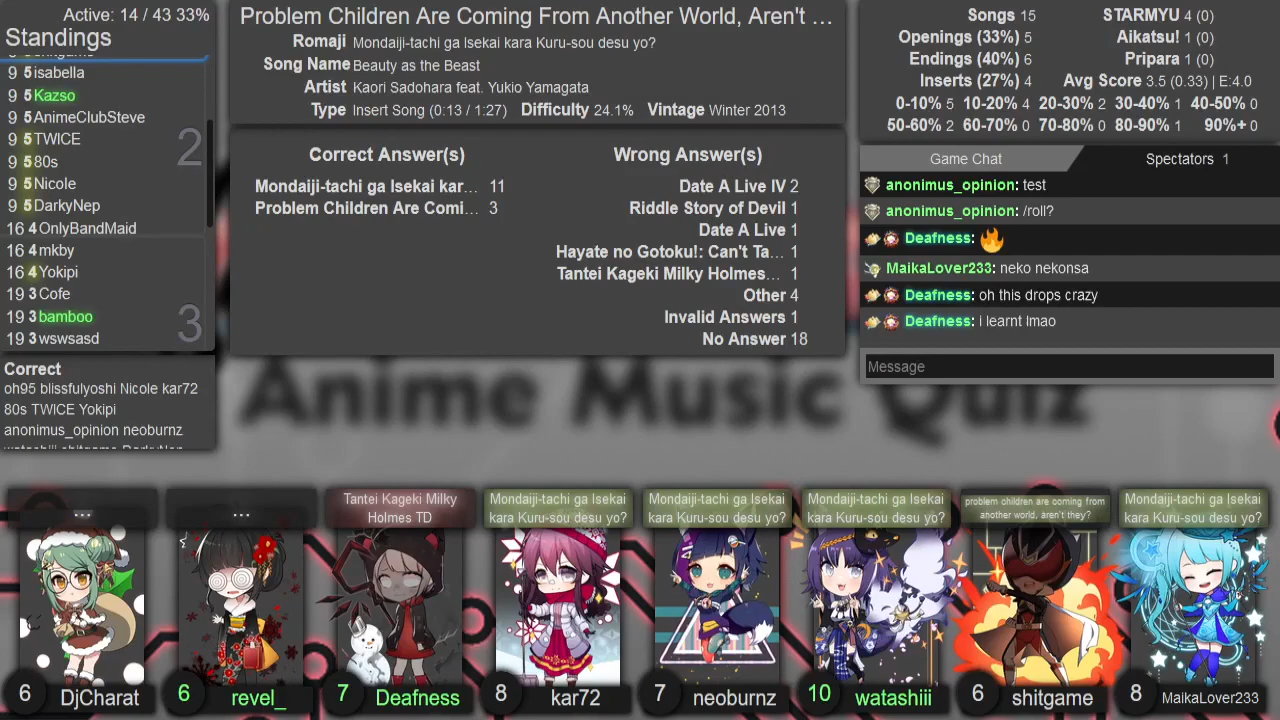 Active: 14 / 43 33%
Standings
9 5 isabella
9 5 Kazso
9 5 AnimeClubSteve
9 5 TWICE
2
9 5 80s
9 5 Nicole
9 5 DarkyNep
16 4 OnlyBandMaid
16 4 mkby
16 4 Yokipi
19 3 Cofe
19 3 bamboo
3
19 3 wswsasd
Correct
oh95 blissfulyoshi Nicole kar72
80s TWICE Yokipi
anonimus_opinion neoburnz
Problem Children Are Coming From Another World, Aren't ...
Romaji Mondaiji-tachi ga Isekai kara Kuru-sou desu yo?
Song Name Beauty as the Beast
Artist Kaori Sadohara feat. Yukio Yamagata
Type Insert Song (0:13 / 1:27) Difficulty 24.1% Vintage Winter 2013
Correct Answer(s)
Mondaiji-tachi ga Isekai kar... 11
Problem Children Are Comi... 3
Wrong Answer(s)
Date A Live IV 2
Riddle Story of Devil 1
Date A Live 1
Hayate no Gotoku!: Can't Ta... 1
Tantei Kageki Milky Holmes... 1
Other 4
Invalid Answers 1
No Answer 18
Songs 15
Openings (33%) 5
Endings (40%) 6
Inserts (27%) 4
STARMYU 4 (0)
Aikatsu! 1 (0)
Pripara 1 (0)
Avg Score 3.5 (0.33) | E:4.0
0-10% 5 10-20% 4 20-30% 2 30-40% 1 40-50% 0
50-60% 2 60-70% 0 70-80% 0 80-90% 1 90%+ 0
Game Chat
Spectators 1
anonimus_opinion: test
anonimus_opinion: /roll?
Deafness:
MaikaLover233: neko nekonsa
Deafness: oh this drops crazy
Deafness: i learnt lmao
Message
Anime Music Quiz
...
...
Tantei Kageki Milky
Holmes TD
Mondaiji-tachi ga Isekai
kara Kuru-sou desu yo?
Mondaiji-tachi ga Isekai
kara Kuru-sou desu yo?
Mondaiji-tachi ga Isekai
kara Kuru-sou desu yo?
problem children are coming from
another world, aren't they?
Mondaiji-tachi ga Isekai
kara Kuru-sou desu yo?
6 DjCharat
6 revel_
7 Deafness
8 kar72
7 neoburnz
10 watashiii
6 shitgame
8 MaikaLover233